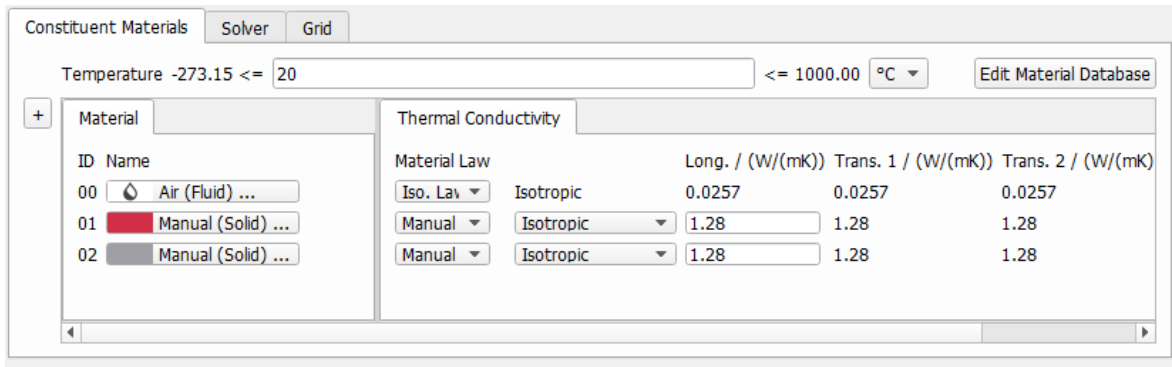 Constituent Materials Solver Grid
Temperature -273.15 <= 20 <= 1000.00 °C Edit Material Database
+ Material Thermal Conductivity
ID Name Material Law Long. / (W/(mK)) Trans. 1 / (W/(mK)) Trans. 2 / (W/(mK)
00 Air (Fluid) ... Iso. Lav Isotropic 0.0257 0.0257 0.0257
01 Manual (Solid) ... Manual Isotropic 1.28 1.28 1.28
02 Manual (Solid) ... Manual Isotropic 1.28 1.28 1.28